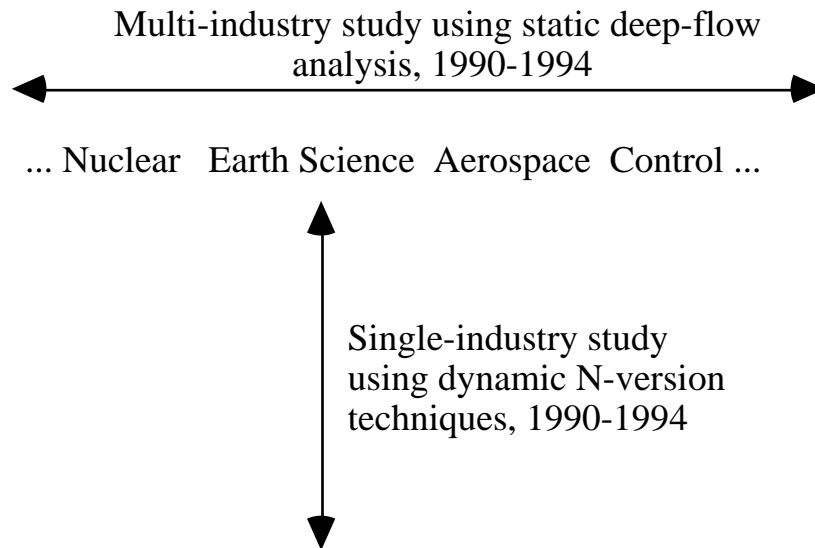 Multi-industry study using static deep-flow
analysis, 1990-1994
... Nuclear Earth Science Aerospace Control ...
Single-industry study
using dynamic N-version
techniques, 1990-1994